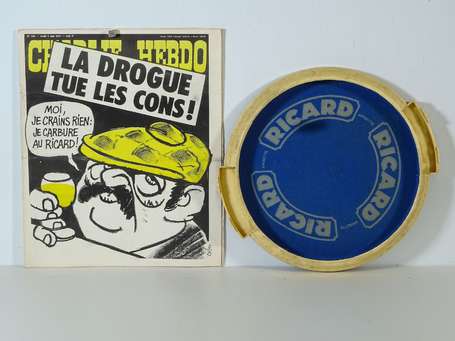 CHARLIE HEBDO
LA DROGUE
TUE LES CONS!
MOI,
JE CRAINS RIEN:
JE CARBURE
AU RICARD!
RICARD
RICARD
RICARD